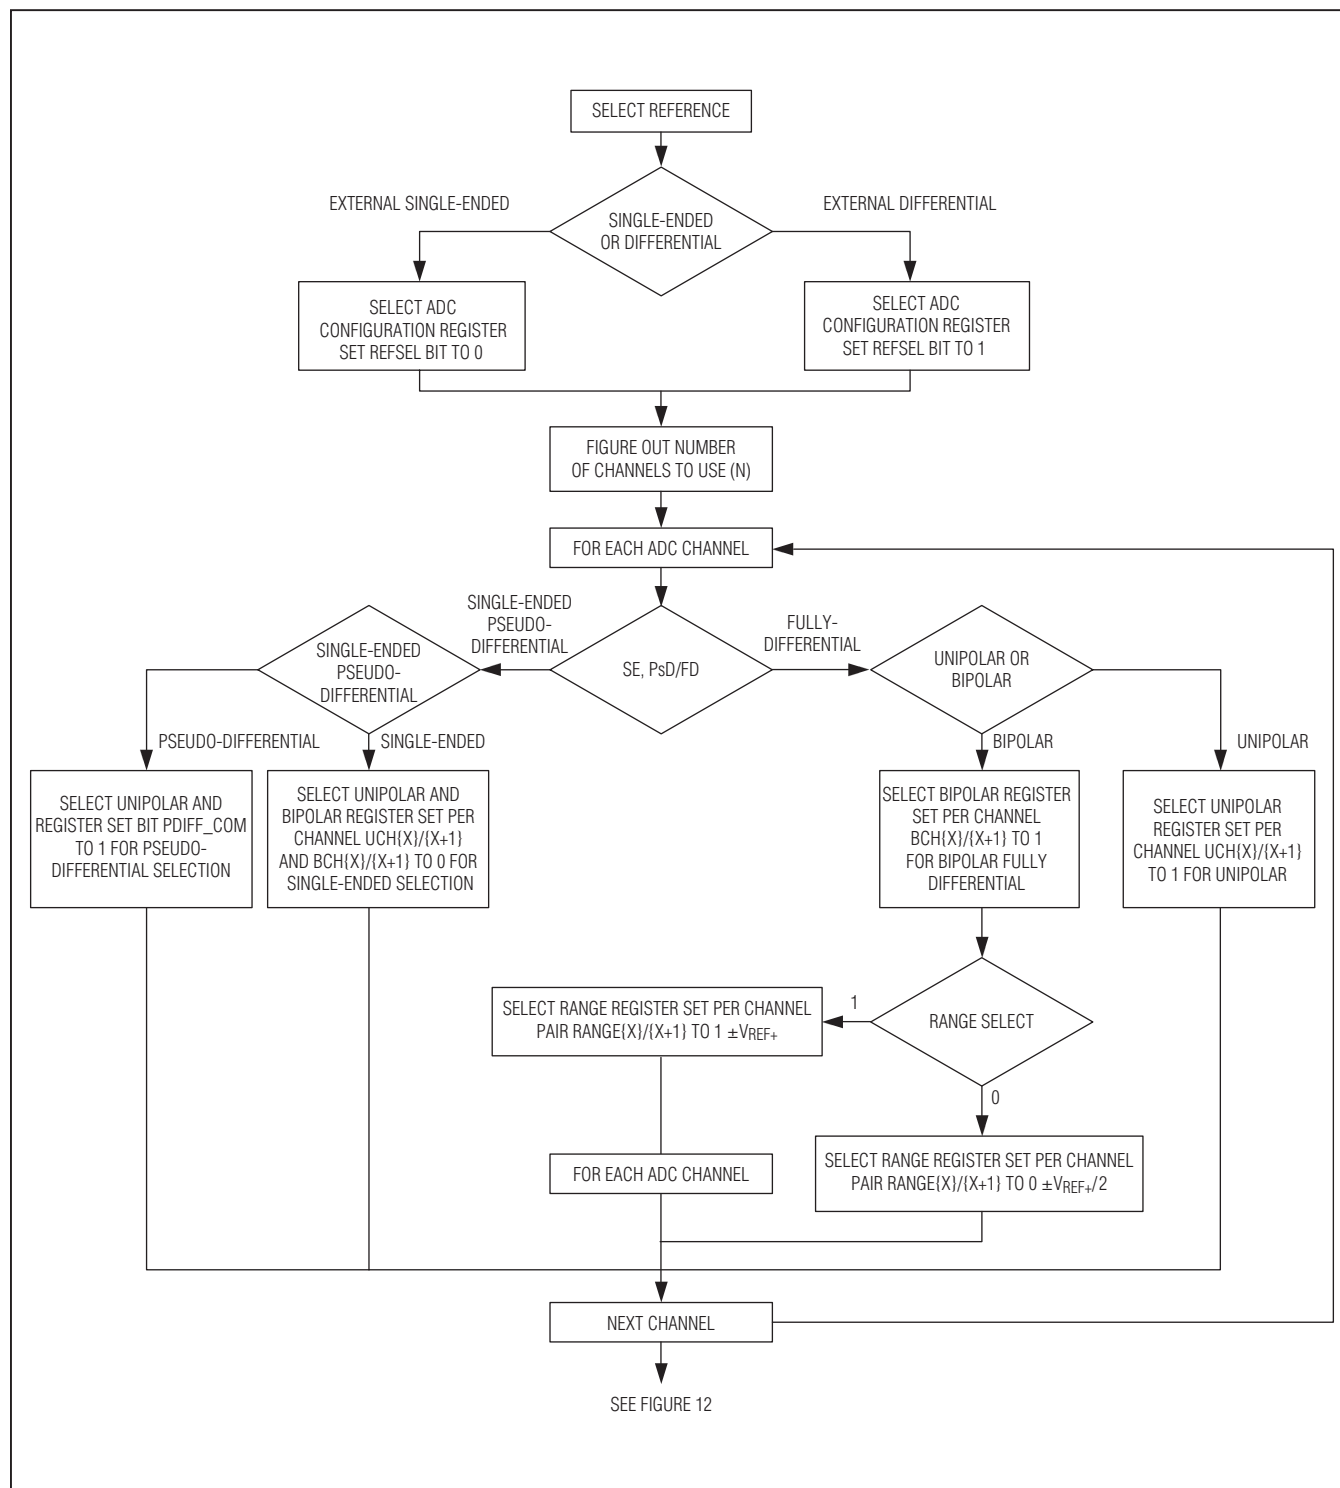 SELECT REFERENCE
EXTERNAL SINGLE-ENDED
EXTERNAL DIFFERENTIAL
SINGLE-ENDED
OR DIFFERENTIAL
SELECT ADC
CONFIGURATION REGISTER
SET REFSEL BIT TO 0
SELECT ADC
CONFIGURATION REGISTER
SET REFSEL BIT TO 1
FIGURE OUT NUMBER
OF CHANNELS TO USE (N)
FOR EACH ADC CHANNEL
SINGLE-ENDED
PSEUDO-
DIFFERENTIAL
FULLY-
DIFFERENTIAL
SINGLE-ENDED
PSEUDO-
DIFFERENTIAL
SE, PsD/FD
UNIPOLAR OR
BIPOLAR
PSEUDO-DIFFERENTIAL
SINGLE-ENDED
BIPOLAR
UNIPOLAR
SELECT UNIPOLAR AND
REGISTER SET BIT PDIFF_COM
TO 1 FOR PSEUDO-
DIFFERENTIAL SELECTION
SELECT UNIPOLAR AND
BIPOLAR REGISTER SET PER
CHANNEL UCH{X}/{X+1}
AND BCH{X}/{X+1} TO 0 FOR
SINGLE-ENDED SELECTION
SELECT BIPOLAR REGISTER
SET PER CHANNEL
BCH{X}/{X+1} TO 1
FOR BIPOLAR FULLY
DIFFERENTIAL
SELECT UNIPOLAR
REGISTER SET PER
CHANNEL UCH{X}/{X+1}
TO 1 FOR UNIPOLAR
SELECT RANGE REGISTER SET PER CHANNEL
PAIR RANGE{X}/{X+1} TO 1 ±VREF+
1
RANGE SELECT
0
FOR EACH ADC CHANNEL
SELECT RANGE REGISTER SET PER CHANNEL
PAIR RANGE{X}/{X+1} TO 0 ±VREF+/2
NEXT CHANNEL
SEE FIGURE 12